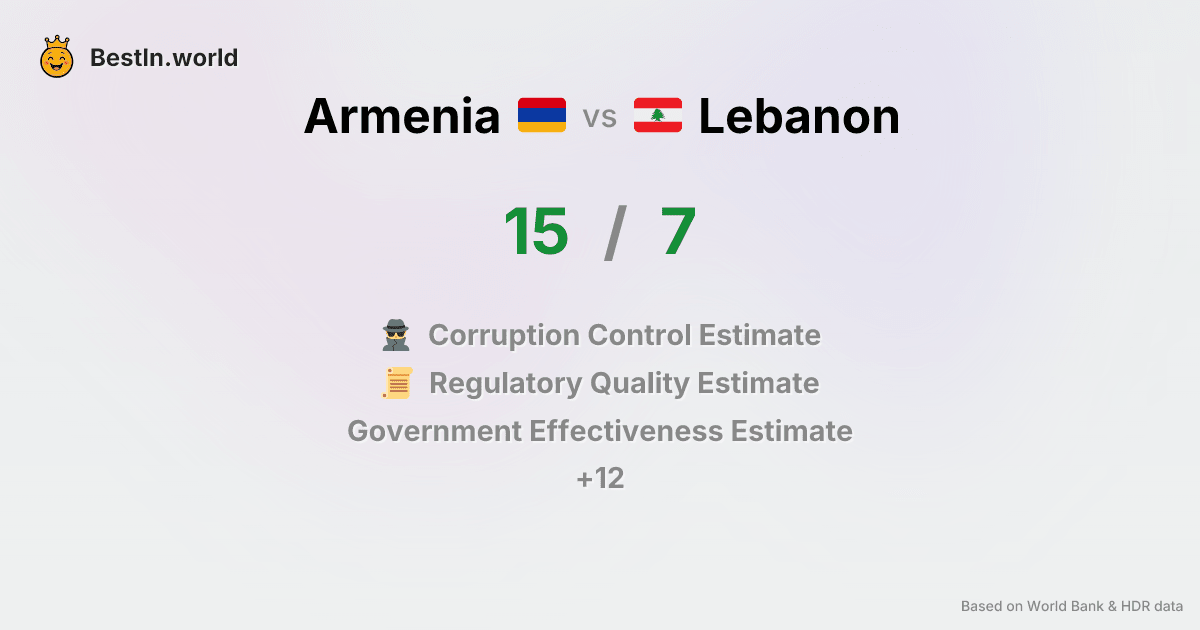 BestIn.world
Armenia vs Lebanon
15 / 7
Corruption Control Estimate
Regulatory Quality Estimate
Government Effectiveness Estimate
+12
Based on World Bank & HDR data